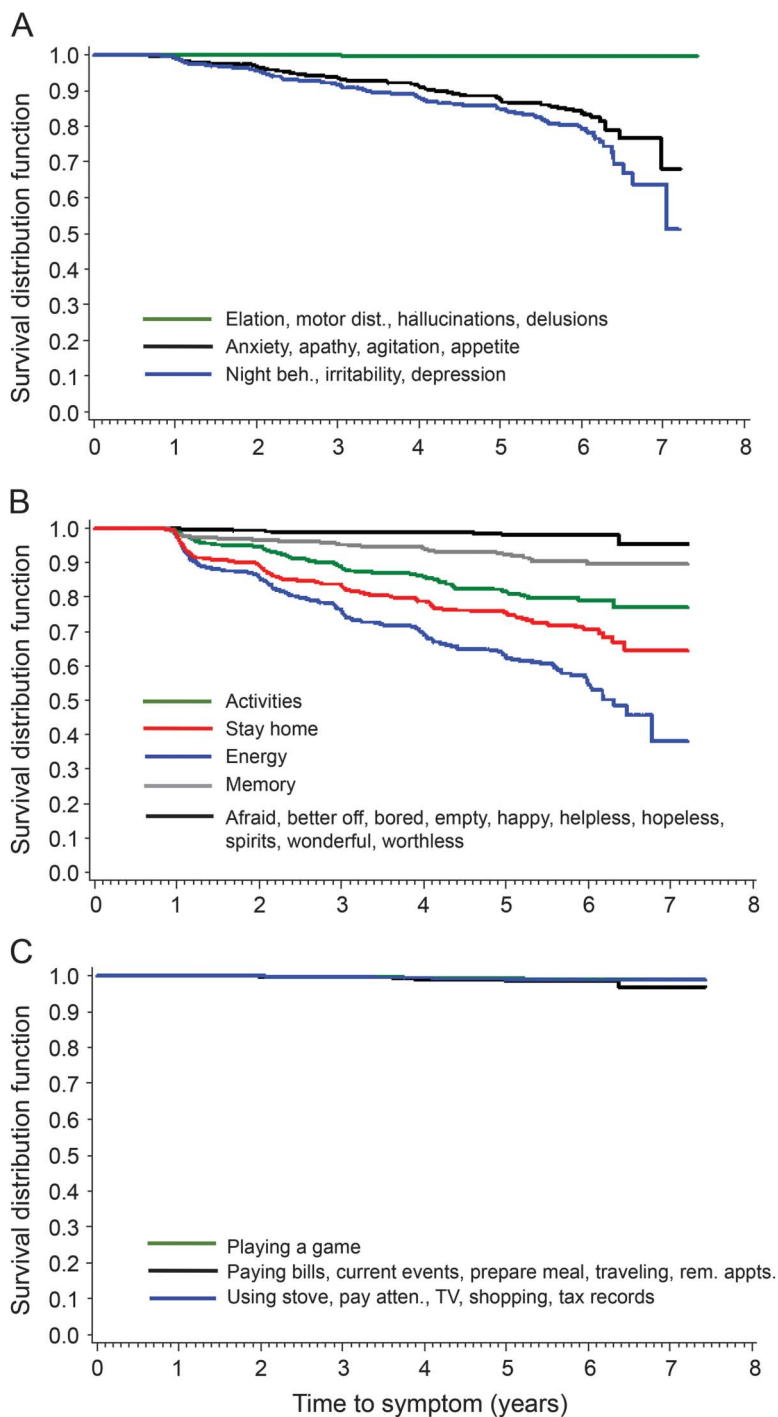 A
Survival distribution function
1.0
0.9
0.8
0.7
0.6
0.5
0.4
0.3
0.2
0.1
0.0
Elation, motor dist., hallucinations, delusions
Anxiety, apathy, agitation, appetite
Night beh., irritability, depression
0 1 2 3 4 5 6 7 8
B
Survival distribution function
1.0
0.9
0.8
0.7
0.6
0.5
0.4
0.3
0.2
0.1
0.0
Activities
Stay home
Energy
Memory
Afraid, better off, bored, empty, happy, helpless, hopeless,
spirits, wonderful, worthless
0 1 2 3 4 5 6 7 8
C
Survival distribution function
1.0
0.9
0.8
0.7
0.6
0.5
0.4
0.3
0.2
0.1
0.0
Playing a game
Paying bills, current events, prepare meal, traveling, rem. appts.
Using stove, pay atten., TV, shopping, tax records
0 1 2 3 4 5 6 7 8
Time to symptom (years)